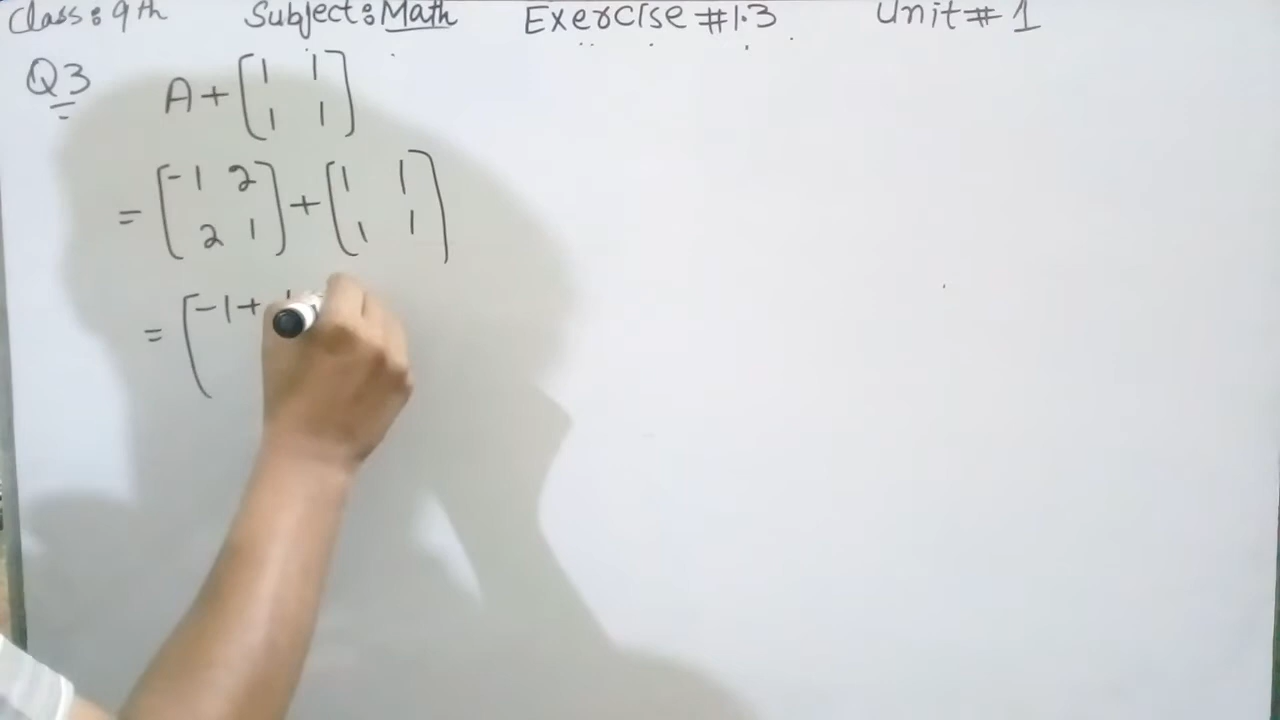 Class: 9th Subject: Math Exercise #1.3 Unit # 1
Q3 A + [1 1
1 1]
= [-1 2
2 1] + [1 1
1 1]
= [-1+